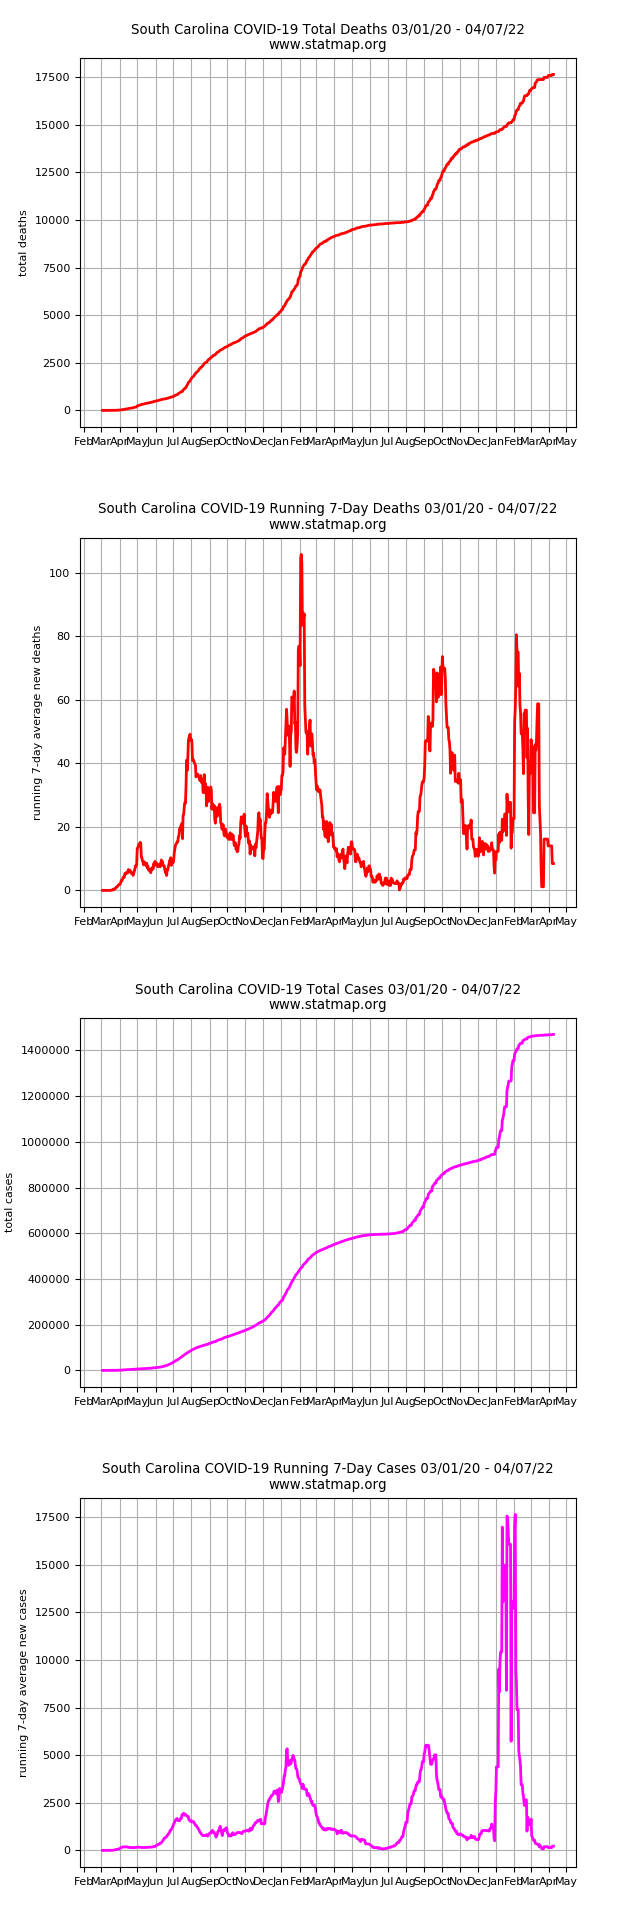 South Carolina COVID-19 Total Deaths 03/01/20 - 04/07/22
www.statmap.org
17500
15000
12500
10000
7500
5000
2500
0
total deaths
Feb Mar Apr May Jun Jul Aug Sep Oct Nov Dec Jan Feb Mar Apr May Jun Jul Aug Sep Oct Nov Dec Jan Feb Mar Apr May
South Carolina COVID-19 Running 7-Day Deaths 03/01/20 - 04/07/22
www.statmap.org
100
80
60
40
20
0
running 7-day average new deaths
Feb Mar Apr May Jun Jul Aug Sep Oct Nov Dec Jan Feb Mar Apr May Jun Jul Aug Sep Oct Nov Dec Jan Feb Mar Apr May
South Carolina COVID-19 Total Cases 03/01/20 - 04/07/22
www.statmap.org
1400000
1200000
1000000
800000
600000
400000
200000
0
total cases
Feb Mar Apr May Jun Jul Aug Sep Oct Nov Dec Jan Feb Mar Apr May Jun Jul Aug Sep Oct Nov Dec Jan Feb Mar Apr May
South Carolina COVID-19 Running 7-Day Cases 03/01/20 - 04/07/22
www.statmap.org
17500
15000
12500
10000
7500
5000
2500
0
running 7-day average new cases
Feb Mar Apr May Jun Jul Aug Sep Oct Nov Dec Jan Feb Mar Apr May Jun Jul Aug Sep Oct Nov Dec Jan Feb Mar Apr May